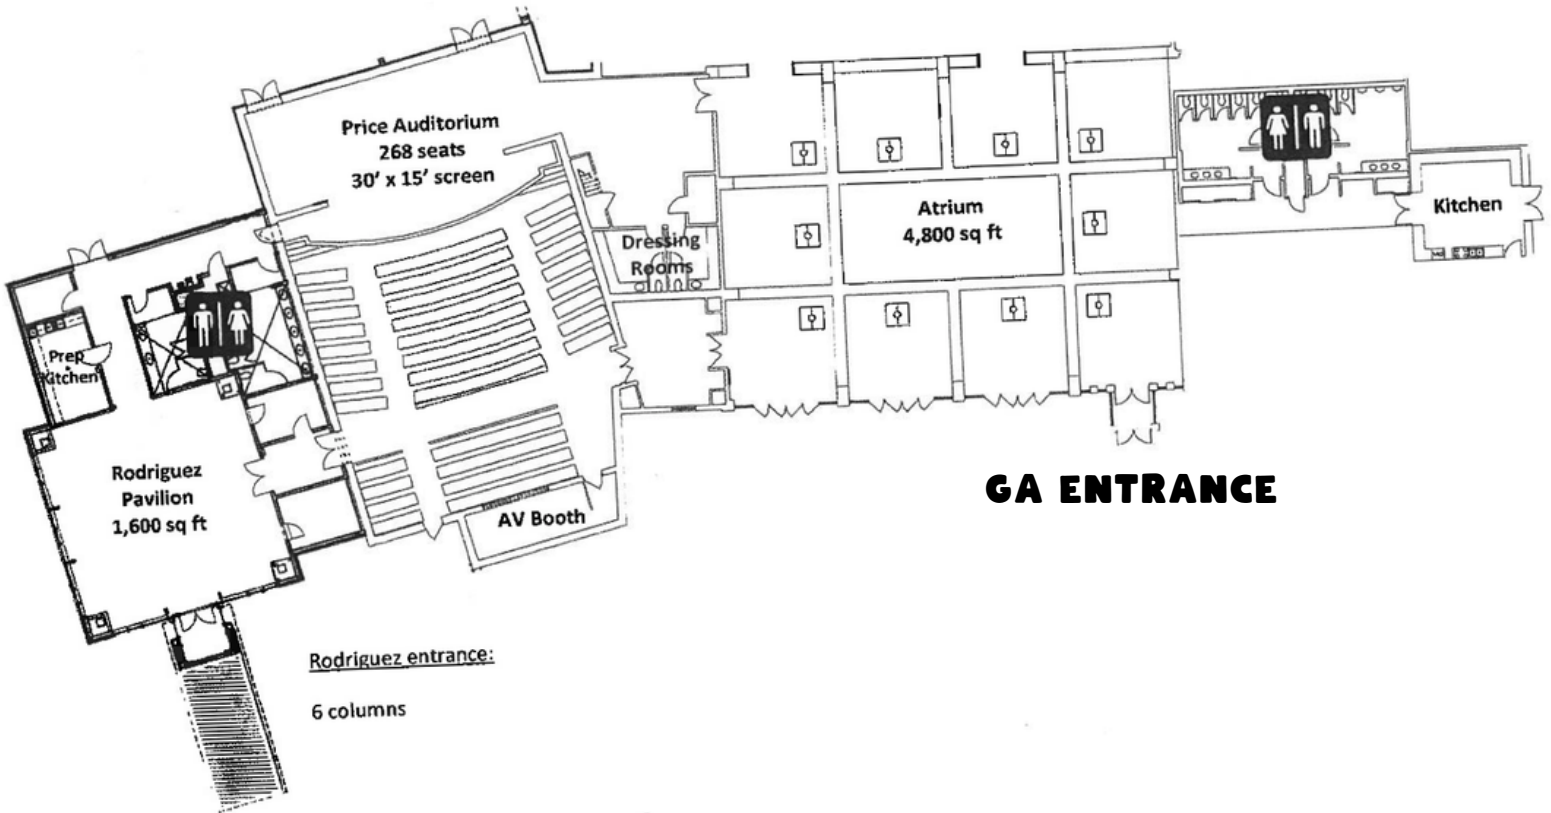 Price Auditorium
268 seats
30’ x 15’ screen
Dressing
Rooms
Atrium
4,800 sq ft
Kitchen
Prep
Kitchen
Rodriguez
Pavilion
1,600 sq ft
AV Booth
GA ENTRANCE
Rodriguez entrance:
6 columns